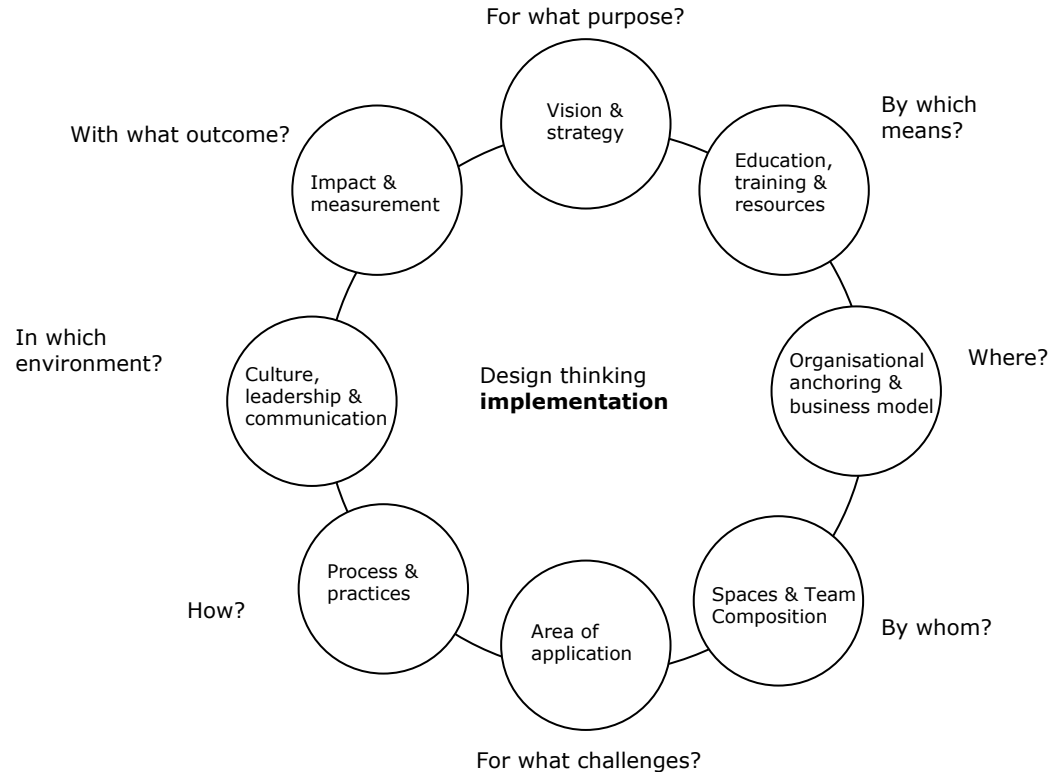 For what purpose?
Vision &
strategy
By which
means?
Education,
training &
resources
Where?
Organisational
anchoring &
business model
By whom?
Spaces & Team
Composition
For what challenges?
Area of
application
How?
Process &
practices
In which
environment?
Culture,
leadership &
communication
With what outcome?
Impact &
measurement
Design thinking
implementation